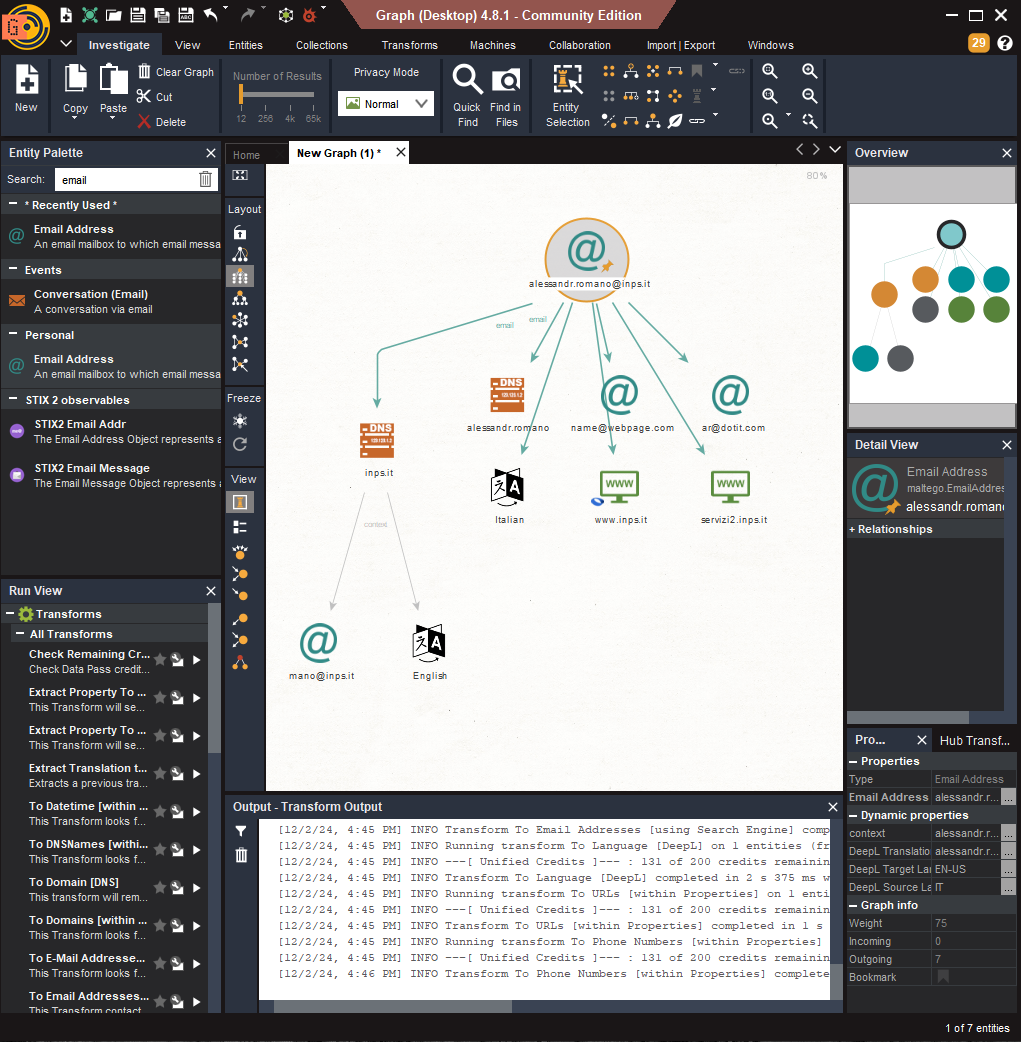 Graph (Desktop) 4.8.1 - Community Edition
Investigate View Entities Collections Transforms Machines Collaboration Import | Export Windows 29
New
Copy
Paste
Clear Graph
Cut
Delete
Number of Results
12 256 4k 65k
Privacy Mode
Normal
Quick Find
Find in Files
Entity Selection
Entity Palette
Search: email
* Recently Used *
Email Address
An email mailbox to which email messa
Events
Conversation (Email)
A conversation via email
Personal
Email Address
An email mailbox to which email messa
STIX 2 observables
STIX2 Email Addr
The Email Address Object represents a
STIX2 Email Message
The Email Message Object represents a
Run View
Transforms
All Transforms
Check Remaining Cr...
Check Data Pass credit...
Extract Property To ...
This Transform will se...
Extract Property To ...
This Transform will se...
Extract Translation t...
Extracts a previous tra...
To Datetime [within ...
This Transform looks f...
To DNSNames [withi...
This Transform looks f...
To Domain [DNS]
This transform will rem...
To Domains [within ...
This Transform looks f...
To E-Mail Addresse...
This Transform looks f...
To Email Addresses...
This Transform contact
Home
New Graph (1) *
Layout
Freeze
View
80%
alessandr.romano@inps.it
email
email
DNS
alessandr.romano
name@webpage.com
ar@dotit.com
DNS
inps.it
Italian
WWW
www.inps.it
WWW
servizi2.inps.it
context
mano@inps.it
English
Output - Transform Output
[12/2/24, 4:45 PM] INFO Transform To Email Addresses [using Search Engine] comp
[12/2/24, 4:45 PM] INFO Running transform To Language [DeepL] on 1 entities (fr
[12/2/24, 4:45 PM] INFO ---[ Unified Credits ]--- : 131 of 200 credits remainin
[12/2/24, 4:45 PM] INFO Transform To Language [DeepL] completed in 2 s 375 ms w
[12/2/24, 4:45 PM] INFO Running transform To URLs [within Properties] on 1 enti
[12/2/24, 4:45 PM] INFO ---[ Unified Credits ]--- : 131 of 200 credits remainin
[12/2/24, 4:45 PM] INFO Transform To URLs [within Properties] completed in 1 s
[12/2/24, 4:45 PM] INFO Running transform To Phone Numbers [within Properties]
[12/2/24, 4:45 PM] INFO ---[ Unified Credits ]--- : 131 of 200 credits remainin
[12/2/24, 4:46 PM] INFO Transform To Phone Numbers [within Properties] complete
Overview
Detail View
Email Address
maltego.EmailAddre
alessandr.roman
+ Relationships
Pro... Hub Transf...
Properties
Type Email Address
Email Address alessandr.r... ...
Dynamic properties
context alessandr.r... ...
DeepL Translatio alessandr.r... ...
DeepL Target Lan EN-US ...
DeepL Source La IT ...
Graph info
Weight 75
Incoming 0
Outgoing 7
Bookmark
1 of 7 entities